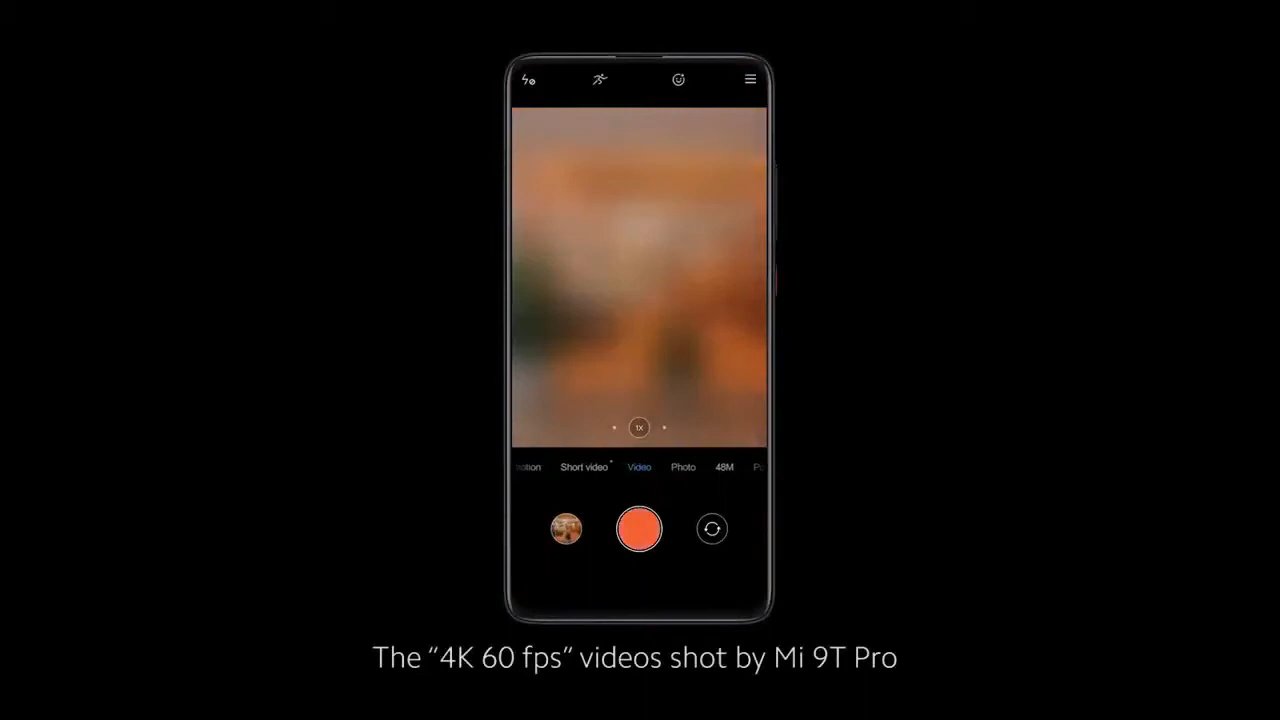 1X
Short video Video Photo 48M
The “4K 60 fps“ videos shot by Mi 9T Pro